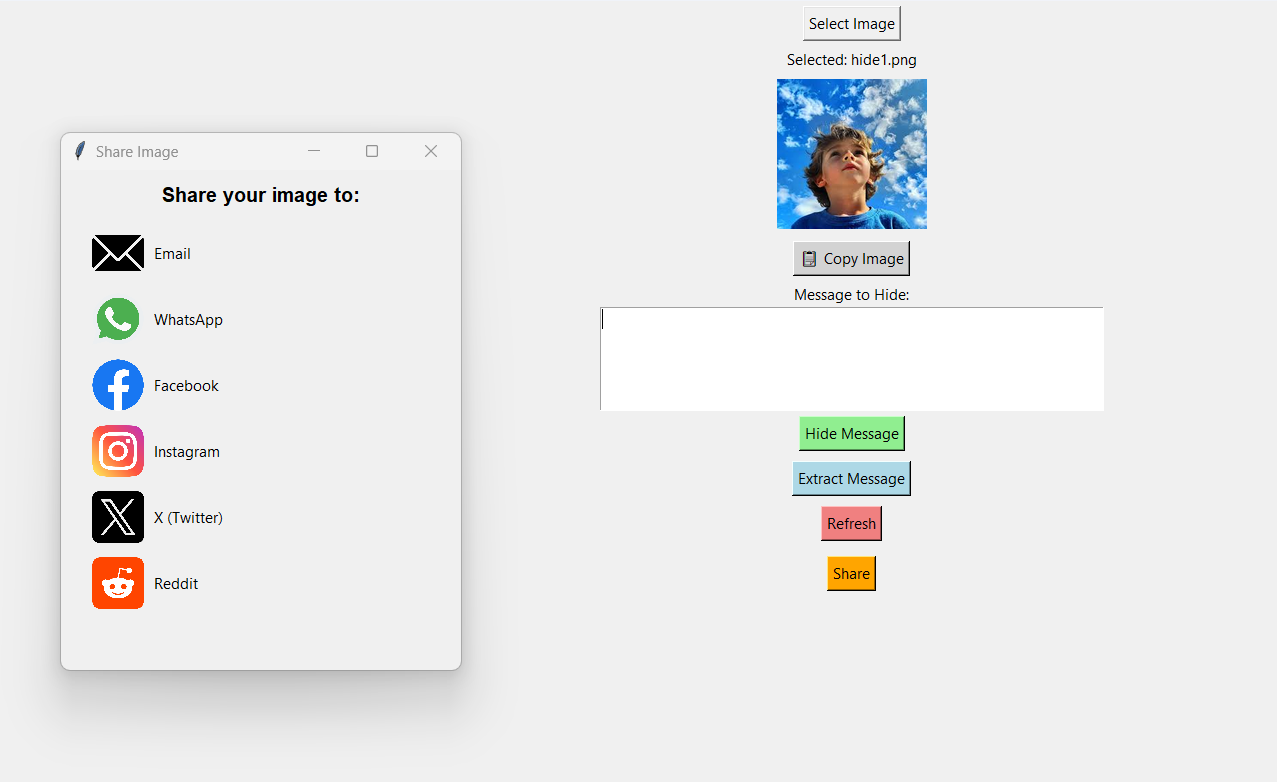 Share Image
Share your image to:
Email
WhatsApp
Facebook
Instagram
X (Twitter)
Reddit
Select Image
Selected: hide1.png
Copy Image
Message to Hide:
Hide Message
Extract Message
Refresh
Share